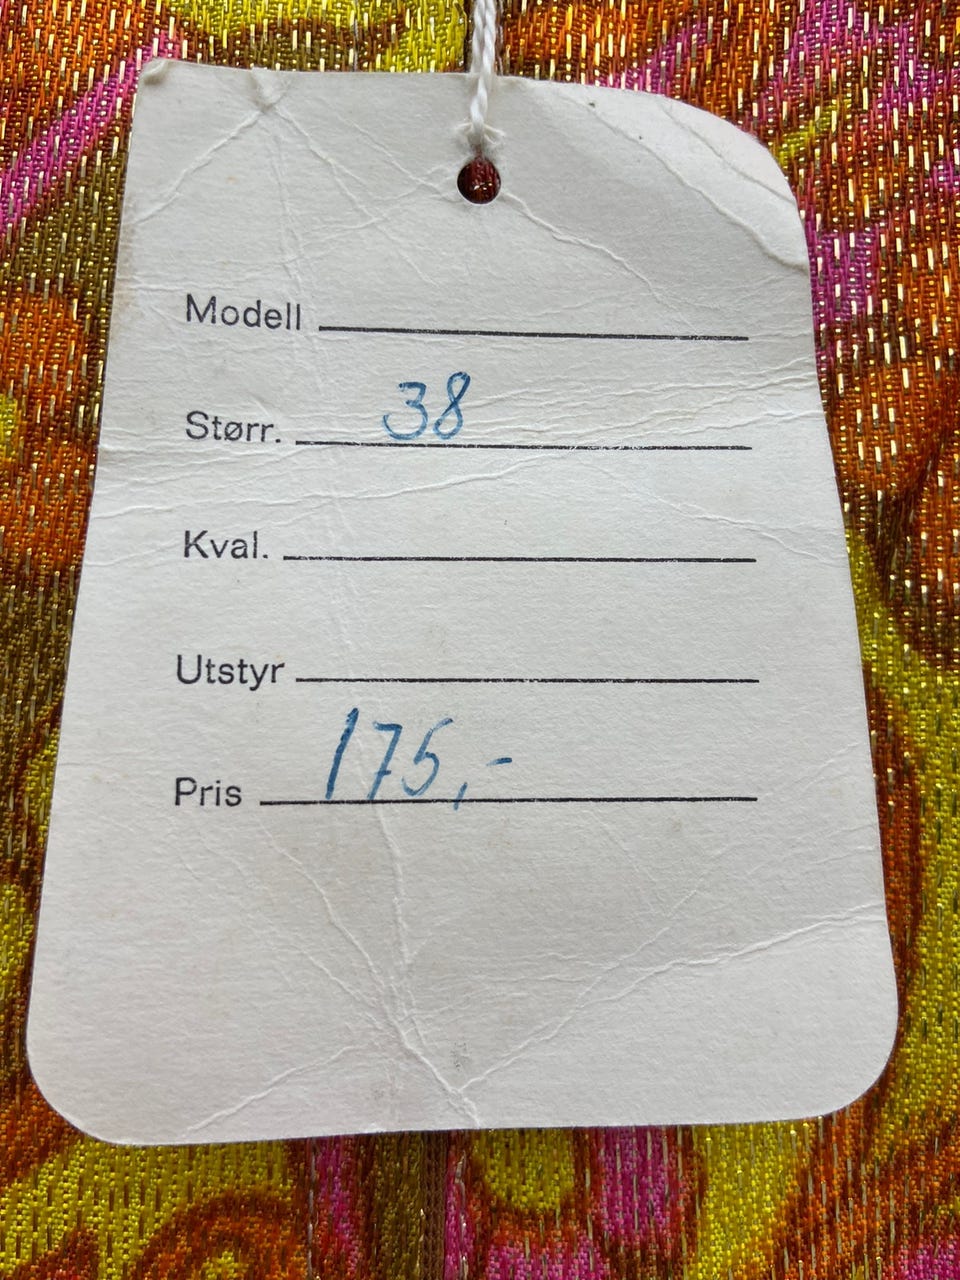 Modell
Størr. 38
Kval.
Utstyr
Pris 175,-